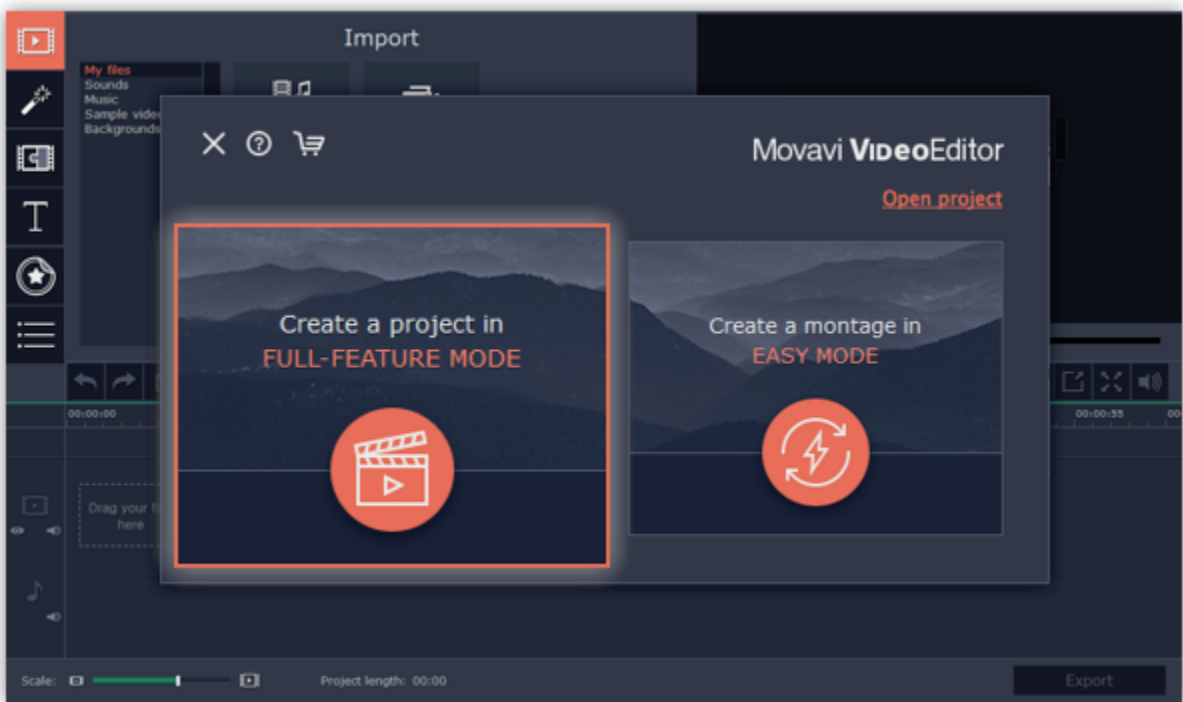 Import
My files
Sounds
Music
Sample video
Backgrounds
Movavi VIDEOEditor
Open project
Create a project in
FULL-FEATURE MODE
Create a montage in
EASY MODE
00:00:00
00:00:55
00
Drag your fi
here
Scale:
Project length: 00:00
Export